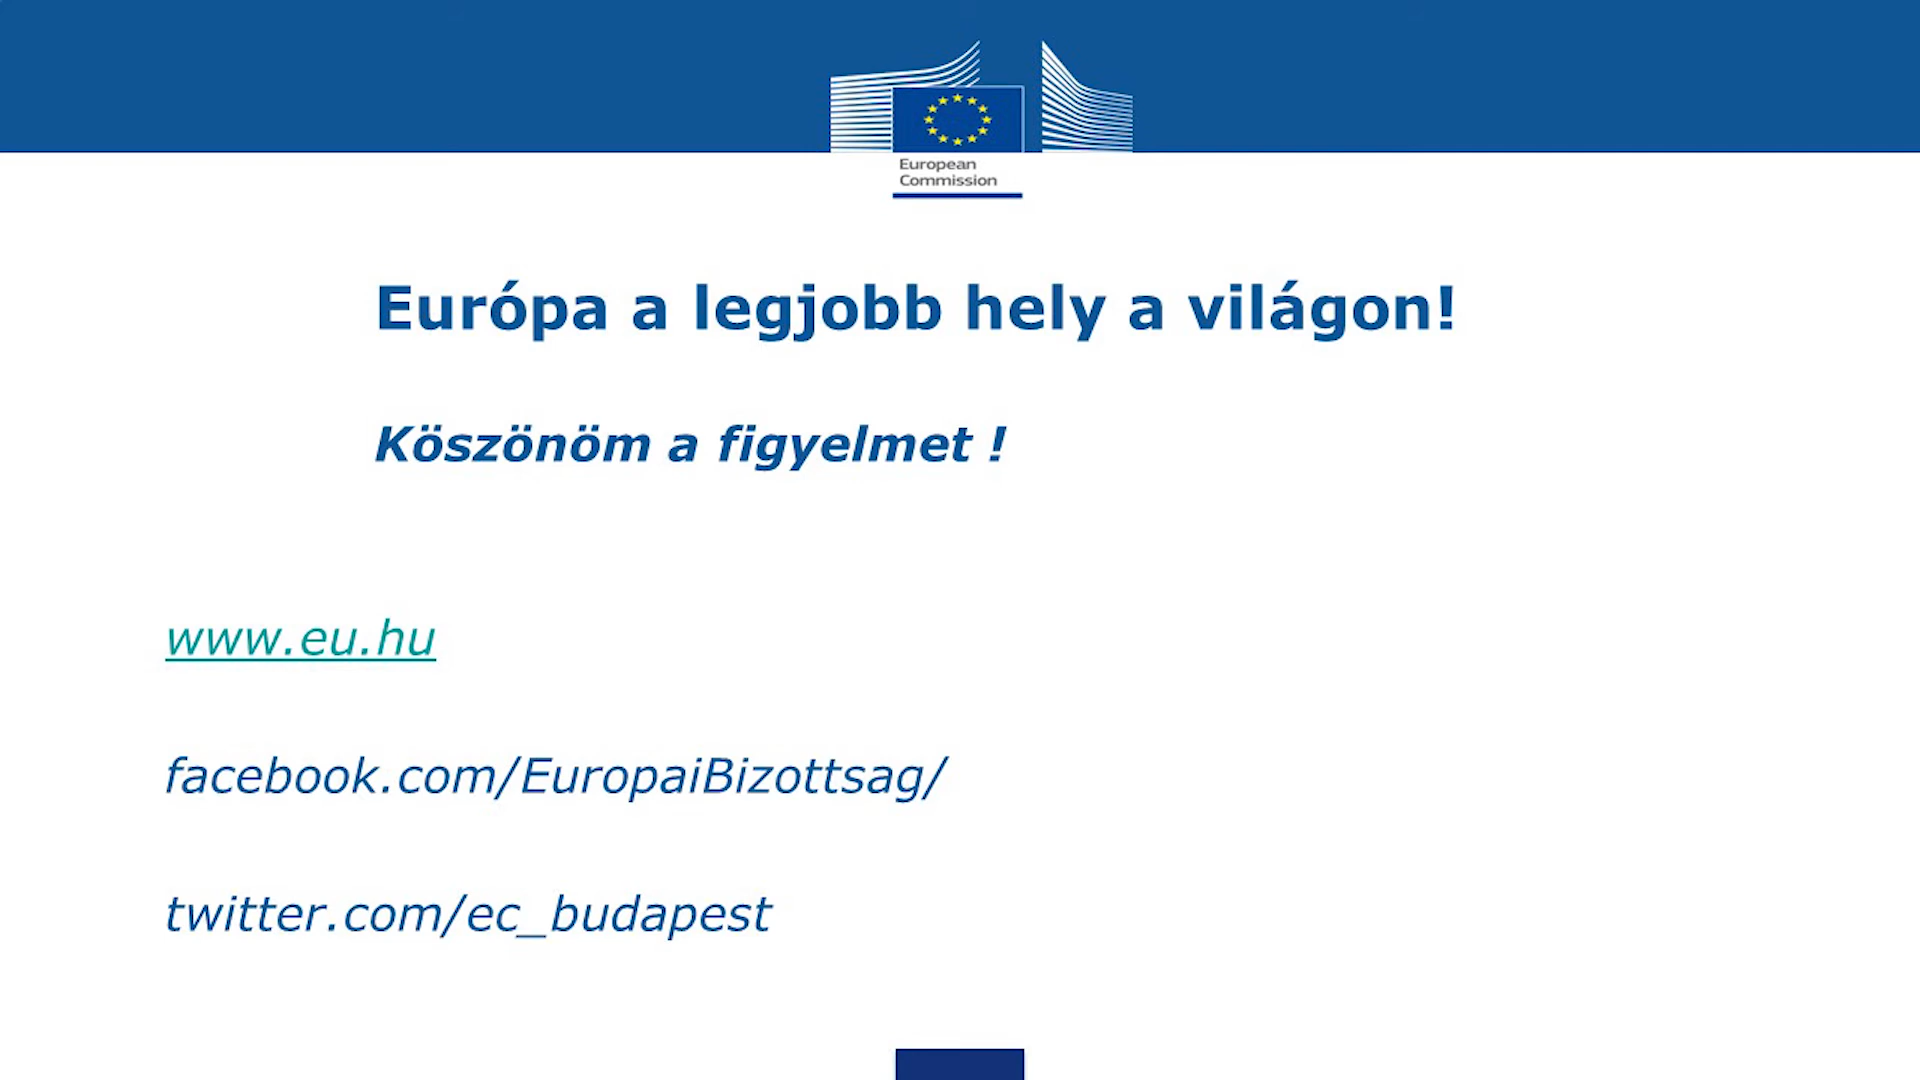 European
Commission
Európa a legjobb hely a világon!
Köszönöm a figyelmet !
www.eu.hu
facebook.com/EuropaiBizottsag/
twitter.com/ec_budapest